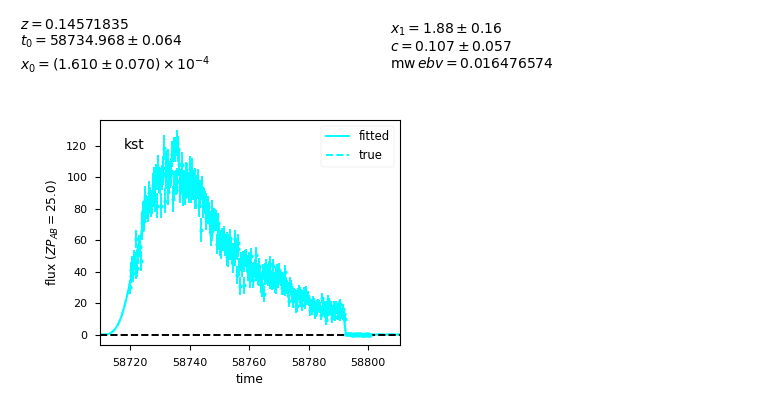 z = 0.14571835
t₀ = 58734.968 ± 0.064
x₀ = (1.610 ± 0.070) × 10⁻⁴
x₁ = 1.88 ± 0.16
c = 0.107 ± 0.057
mw ebv = 0.016476574
kst
fitted
true
flux (ZP_AB = 25.0)
120
100
80
60
40
20
0
58720 58740 58760 58780 58800
time